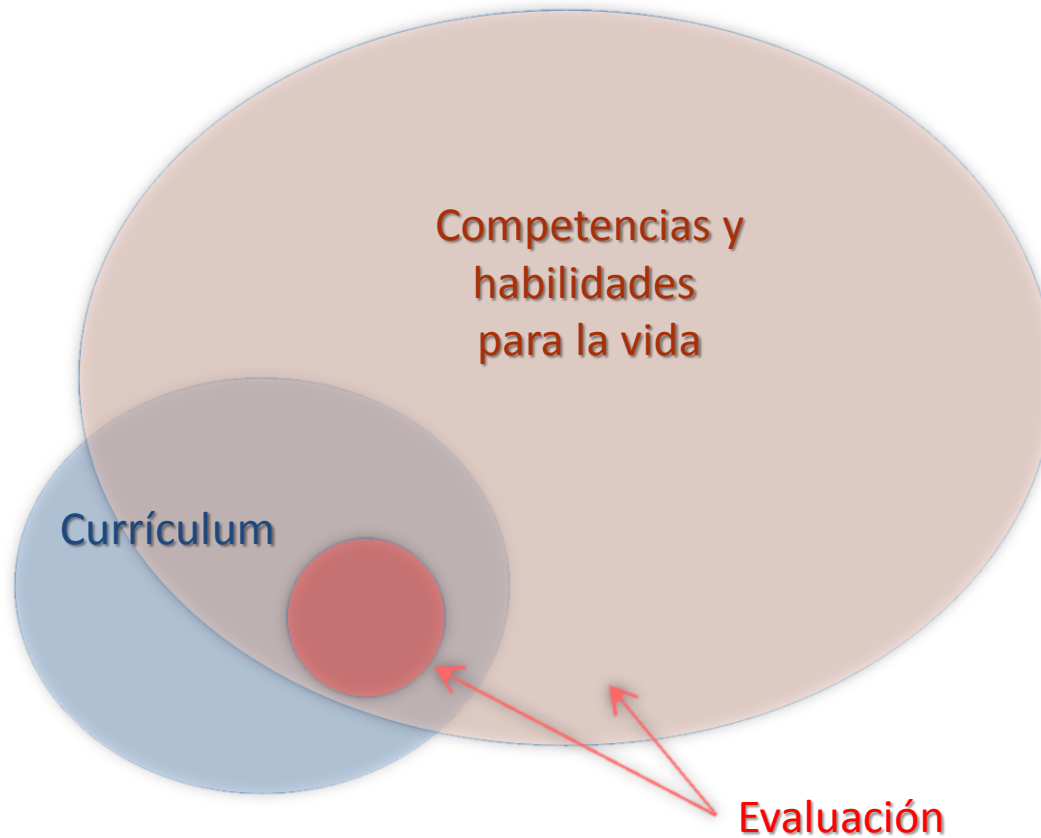 Competencias y
habilidades
para la vida
Currículum
Evaluación